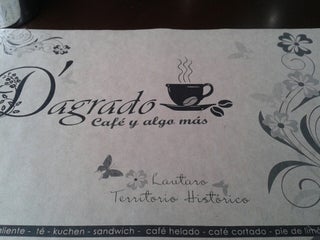 D'agrado
Café y algo más
Lautaro
Territorio Histórico
- té - kuchen - sandwich - café helado - café cortado - pie de